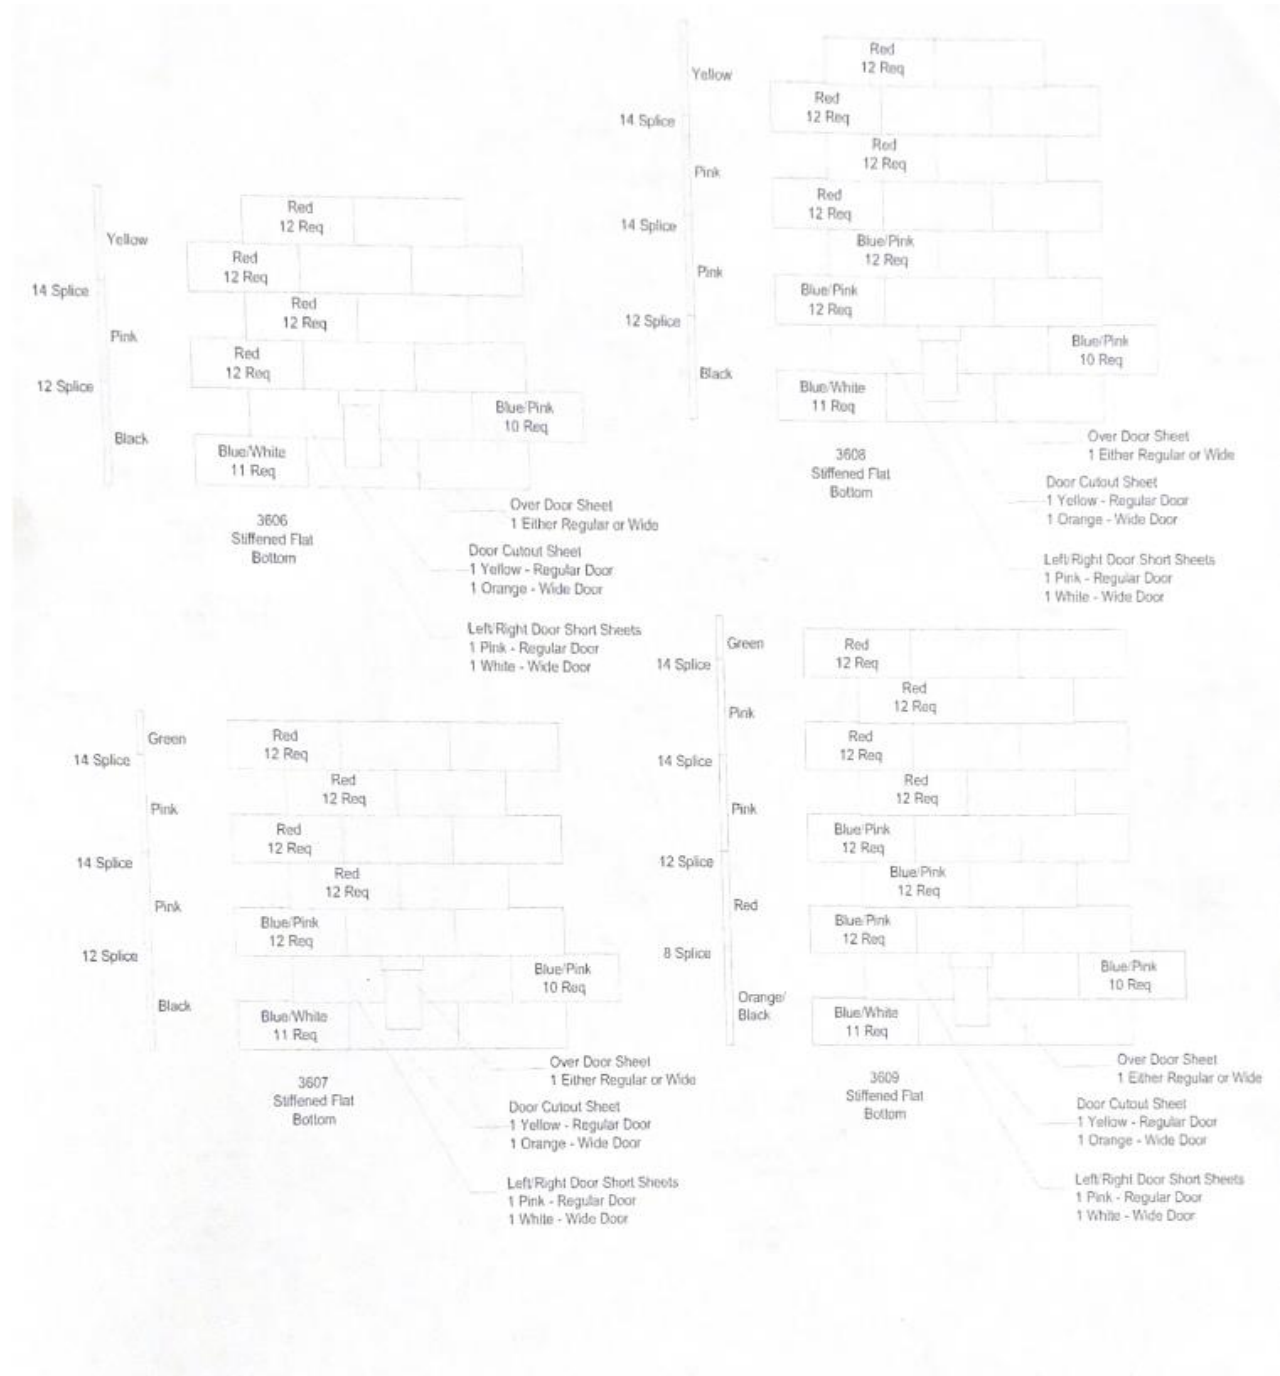 Yellow
14 Splice
Pink
12 Splice
Black
Red
12 Req
Red
12 Req
Red
12 Req
Red
12 Req
Blue/Pink
10 Req
Blue/White
11 Req
3606
Stiffened Flat
Bottom
Over Door Sheet
1 Either Regular or Wide
Door Cutout Sheet
1 Yellow - Regular Door
1 Orange - Wide Door
Left/Right Door Short Sheets
1 Pink - Regular Door
1 White - Wide Door
Yellow
14 Splice
Pink
14 Splice
Pink
12 Splice
Black
Red
12 Req
Red
12 Req
Red
12 Req
Red
12 Req
Blue/Pink
12 Req
Blue/Pink
12 Req
Blue/Pink
10 Req
Blue/White
11 Req
3608
Stiffened Flat
Bottom
Over Door Sheet
1 Either Regular or Wide
Door Cutout Sheet
1 Yellow - Regular Door
1 Orange - Wide Door
Left/Right Door Short Sheets
1 Pink - Regular Door
1 White - Wide Door
Green
14 Splice
Pink
14 Splice
Pink
12 Splice
Black
Red
12 Req
Red
12 Req
Red
12 Req
Red
12 Req
Blue/Pink
12 Req
Blue/Pink
10 Req
Blue/White
11 Req
3607
Stiffened Flat
Bottom
Over Door Sheet
1 Either Regular or Wide
Door Cutout Sheet
1 Yellow - Regular Door
1 Orange - Wide Door
Left/Right Door Short Sheets
1 Pink - Regular Door
1 White - Wide Door
Green
14 Splice
Pink
14 Splice
Pink
12 Splice
Red
8 Splice
Orange/
Black
Red
12 Req
Red
12 Req
Red
12 Req
Red
12 Req
Blue/Pink
12 Req
Blue/Pink
12 Req
Blue/Pink
12 Req
Blue/Pink
10 Req
Blue/White
11 Req
3609
Stiffened Flat
Bottom
Over Door Sheet
1 Either Regular or Wide
Door Cutout Sheet
1 Yellow - Regular Door
1 Orange - Wide Door
Left/Right Door Short Sheets
1 Pink - Regular Door
1 White - Wide Door